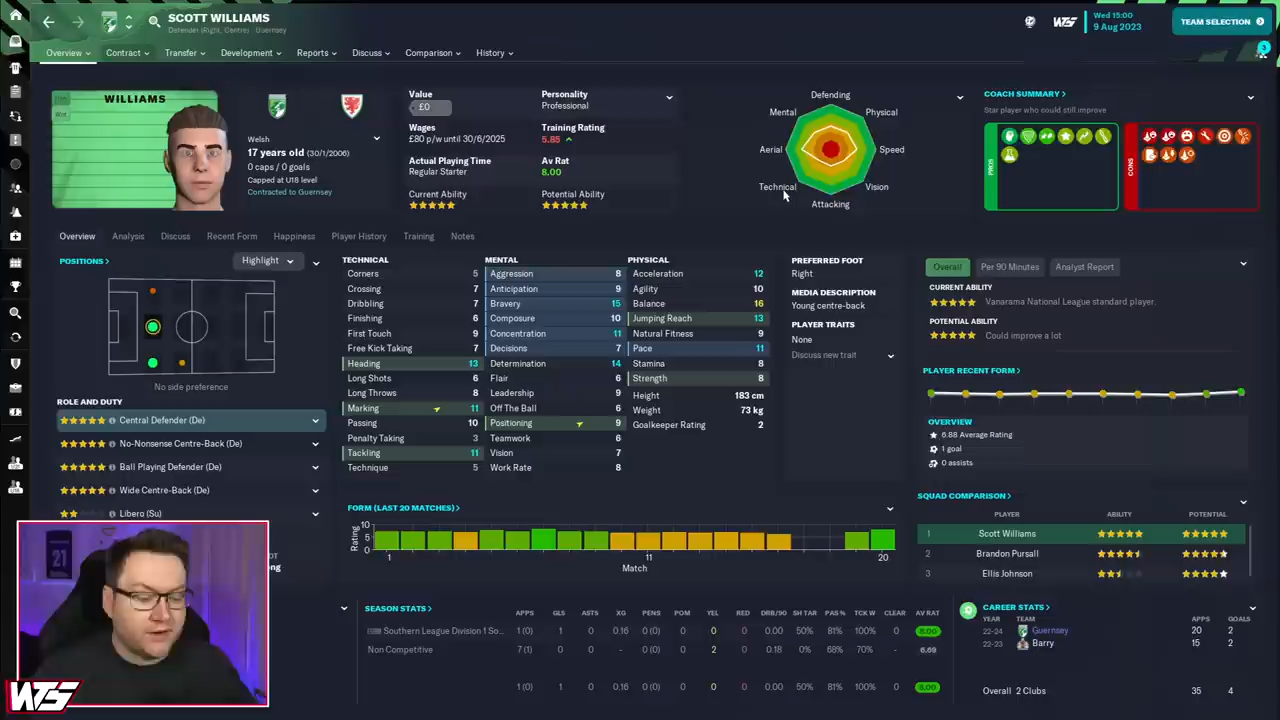 SCOTT WILLIAMS
Defender (Right, Centre) · Guernsey
Wed 15:00
9 Aug 2023
TEAM SELECTION
3
Overview
Contract
Transfer
Development
Reports
Discuss
Comparison
History
WILLIAMS
Welsh
17 years old (30/1/2006)
0 caps / 0 goals
Capped at U18 level
Contracted to Guernsey
Value
£0
Personality
Professional
Wages
£80 p/w until 30/6/2025
Training Rating
5.85
Actual Playing Time
Regular Starter
Av Rat
8.00
Current Ability
Potential Ability
Defending
Mental
Physical
Aerial
Speed
Technical
Vision
Attacking
COACH SUMMARY
Star player who could still improve
PROS
CONS
Overview
Analysis
Discuss
Recent Form
Happiness
Player History
Training
Notes
POSITIONS
Highlight
No side preference
ROLE AND DUTY
Central Defender (De)
No-Nonsense Centre-Back (De)
Ball Playing Defender (De)
Wide Centre-Back (De)
Libero (Su)
TECHNICAL
Corners 5
Crossing 7
Dribbling 7
Finishing 6
First Touch 9
Free Kick Taking 7
Heading 13
Long Shots 6
Long Throws 8
Marking 11
Passing 10
Penalty Taking 3
Tackling 11
Technique 5
MENTAL
Aggression 8
Anticipation 9
Bravery 15
Composure 10
Concentration 11
Decisions 7
Determination 14
Flair 6
Leadership 9
Off The Ball 6
Positioning 9
Teamwork 6
Vision 7
Work Rate 8
PHYSICAL
Acceleration 12
Agility 10
Balance 16
Jumping Reach 13
Natural Fitness 9
Pace 11
Stamina 8
Strength 8
Height 183 cm
Weight 73 kg
Goalkeeper Rating 2
PREFERRED FOOT
Right
MEDIA DESCRIPTION
Young centre-back
PLAYER TRAITS
None
Discuss new trait
Overall
Per 90 Minutes
Analyst Report
CURRENT ABILITY
Vanarama National League standard player.
POTENTIAL ABILITY
Could improve a lot
PLAYER RECENT FORM
OVERVIEW
6.88 Average Rating
1 goal
0 assists
FORM (LAST 20 MATCHES)
Rating
10
5
0
1
11
20
Match
SQUAD COMPARISON
PLAYER ABILITY POTENTIAL
1 Scott Williams
2 Brandon Pursall
3 Ellis Johnson
21
SEASON STATS
APPS GLS ASTS XG PENS POM YEL RED DRB/90 SH TAR PAS% TCK W CLEAR AV RAT
Southern League Division 1 So... 1 (0) 1 0 0.16 0 (0) 0 0 0 0.00 50% 81% 100% 0 8.00
Non Competitive 7 (1) 0 0 - 0 (0) 0 2 0 0.18 0% 68% 70% - 6.69
1 (0) 1 0 0.16 0 (0) 0 0 0 0.00 50% 81% 100% 0 8.00
CAREER STATS
YEAR TEAM APPS GOALS
22-24 Guernsey 20 2
22-23 Barry 15 2
Overall 2 Clubs 35 4
WTS